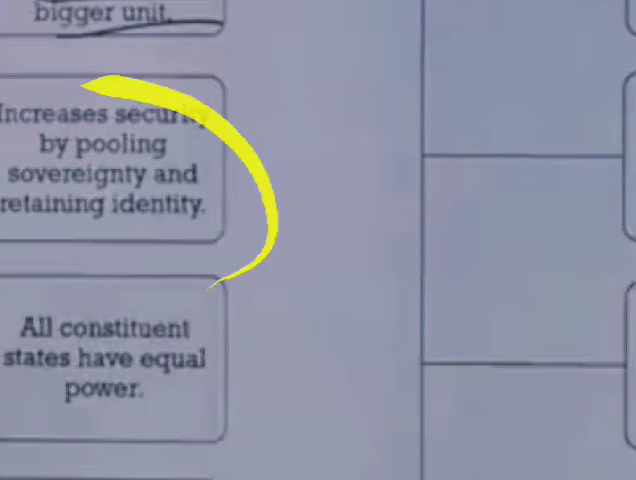 bigger unit.
Increases security
by pooling
sovereignty and
retaining identity.
All constituent
states have equal
power.